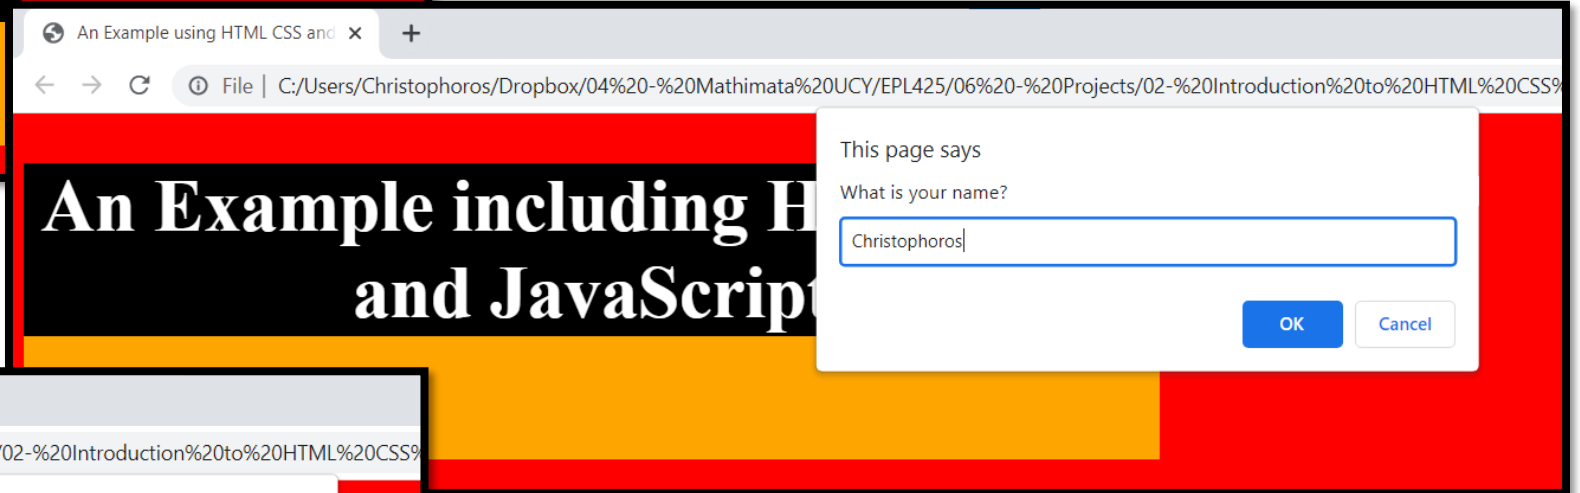 An Example using HTML CSS and
File | C:/Users/Christophoros/Dropbox/04%20-%20Mathimata%20UCY/EPL425/06%20-%20Projects/02-%20Introduction%20to%20HTML%20CSS%
This page says
What is your name?
Christophoros
OK Cancel
An Example including H
and JavaScript
/02-%20Introduction%20to%20HTML%20CSS%